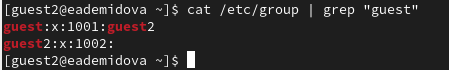 [guest2@eademidova ~]$ cat /etc/group | grep "guest"
guest:x:1001:guest2
guest2:x:1002:
[guest2@eademidova ~]$